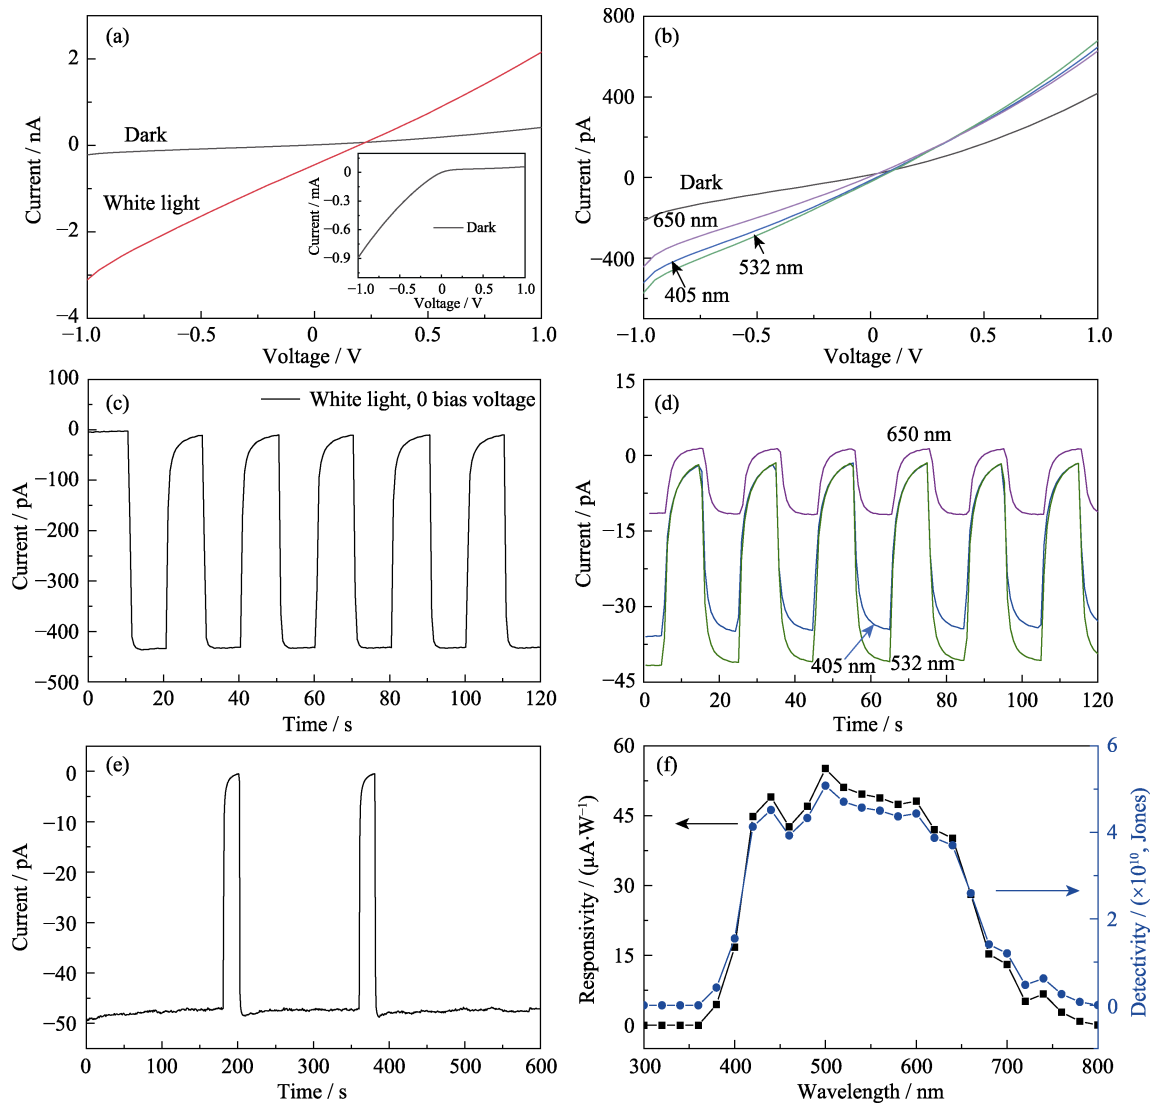 (a)
2
0
−2
−4
Current / nA
Dark
White light
−1.0
−0.5
0
0.5
1.0
Voltage / V
0
−0.3
−0.6
−0.9
Current / mA
Dark
−1.0
−0.5
0
0.5
1.0
Voltage / V
(b)
800
400
0
−400
Current / pA
Dark
650 nm
532 nm
405 nm
−1.0
−0.5
0
0.5
1.0
Voltage / V
(c)
White light, 0 bias voltage
100
0
−100
−200
−300
−400
−500
Current / pA
0
20
40
60
80
100
120
Time / s
(d)
15
0
−15
−30
−45
Current / pA
650 nm
405 nm
532 nm
0
20
40
60
80
100
120
Time / s
(e)
0
−10
−20
−30
−40
−50
Current / pA
0
100
200
300
400
500
600
Time / s
(f)
60
45
30
15
0
Responsivity / (μA·W⁻¹)
6
4
2
0
Detectivity / (×10¹⁰, Jones)
300
400
500
600
700
800
Wavelength / nm